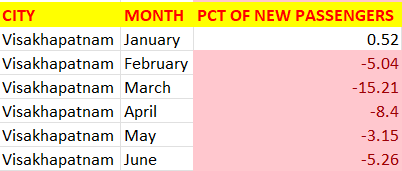 CITY MONTH PCT OF NEW PASSENGERS
Visakhapatnam January 0.52
Visakhapatnam February -5.04
Visakhapatnam March -15.21
Visakhapatnam April -8.4
Visakhapatnam May -3.15
Visakhapatnam June -5.26